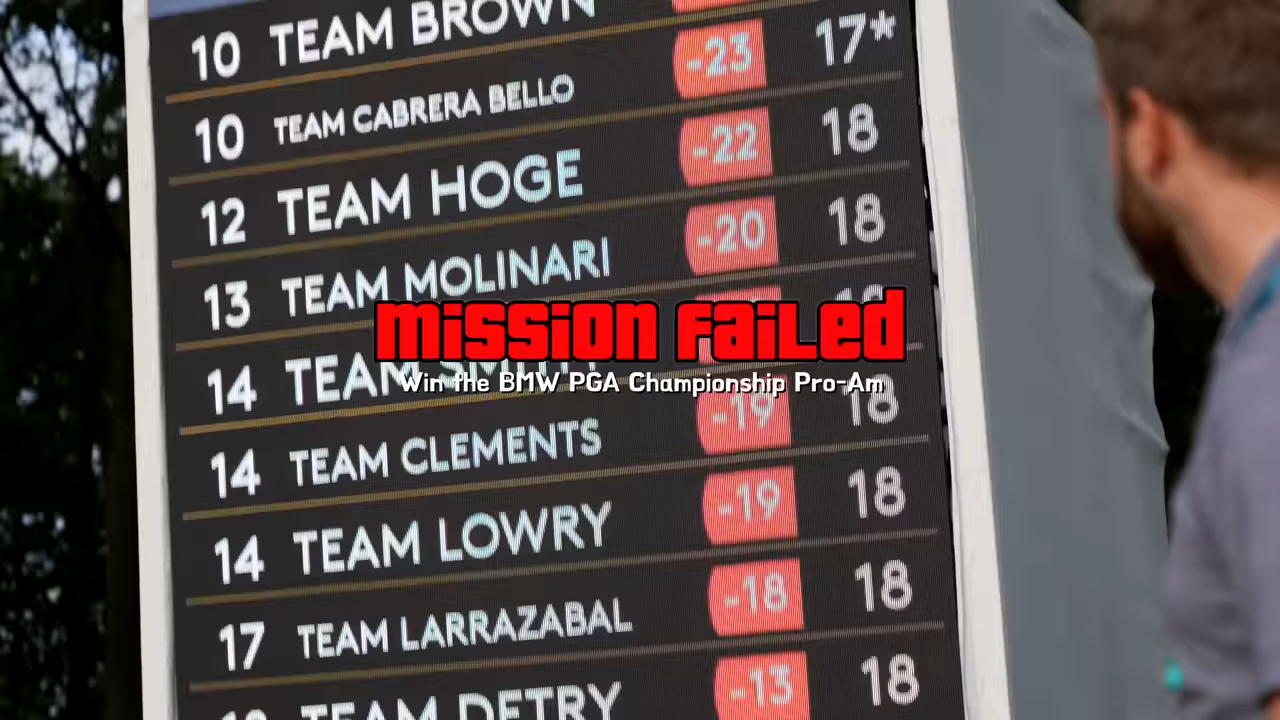 10 TEAM BROWN
10 TEAM CABRERA BELLO -23 17*
12 TEAM HOGE -22 18
13 TEAM MOLINARI -20 18
mission failed
14 TEAM SMITH
Win the BMW PGA Championship Pro-Am
14 TEAM CLEMENTS -19 18
14 TEAM LOWRY -19 18
17 TEAM LARRAZABAL -18 18
TEAM DETRY -13 18